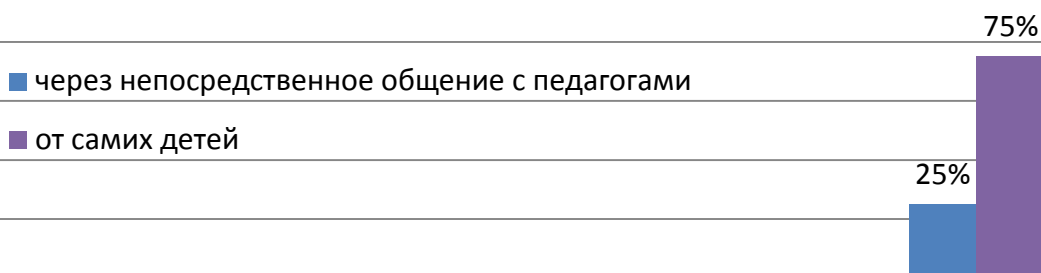 75%
через непосредственное общение с педагогами
от самих детей
25%